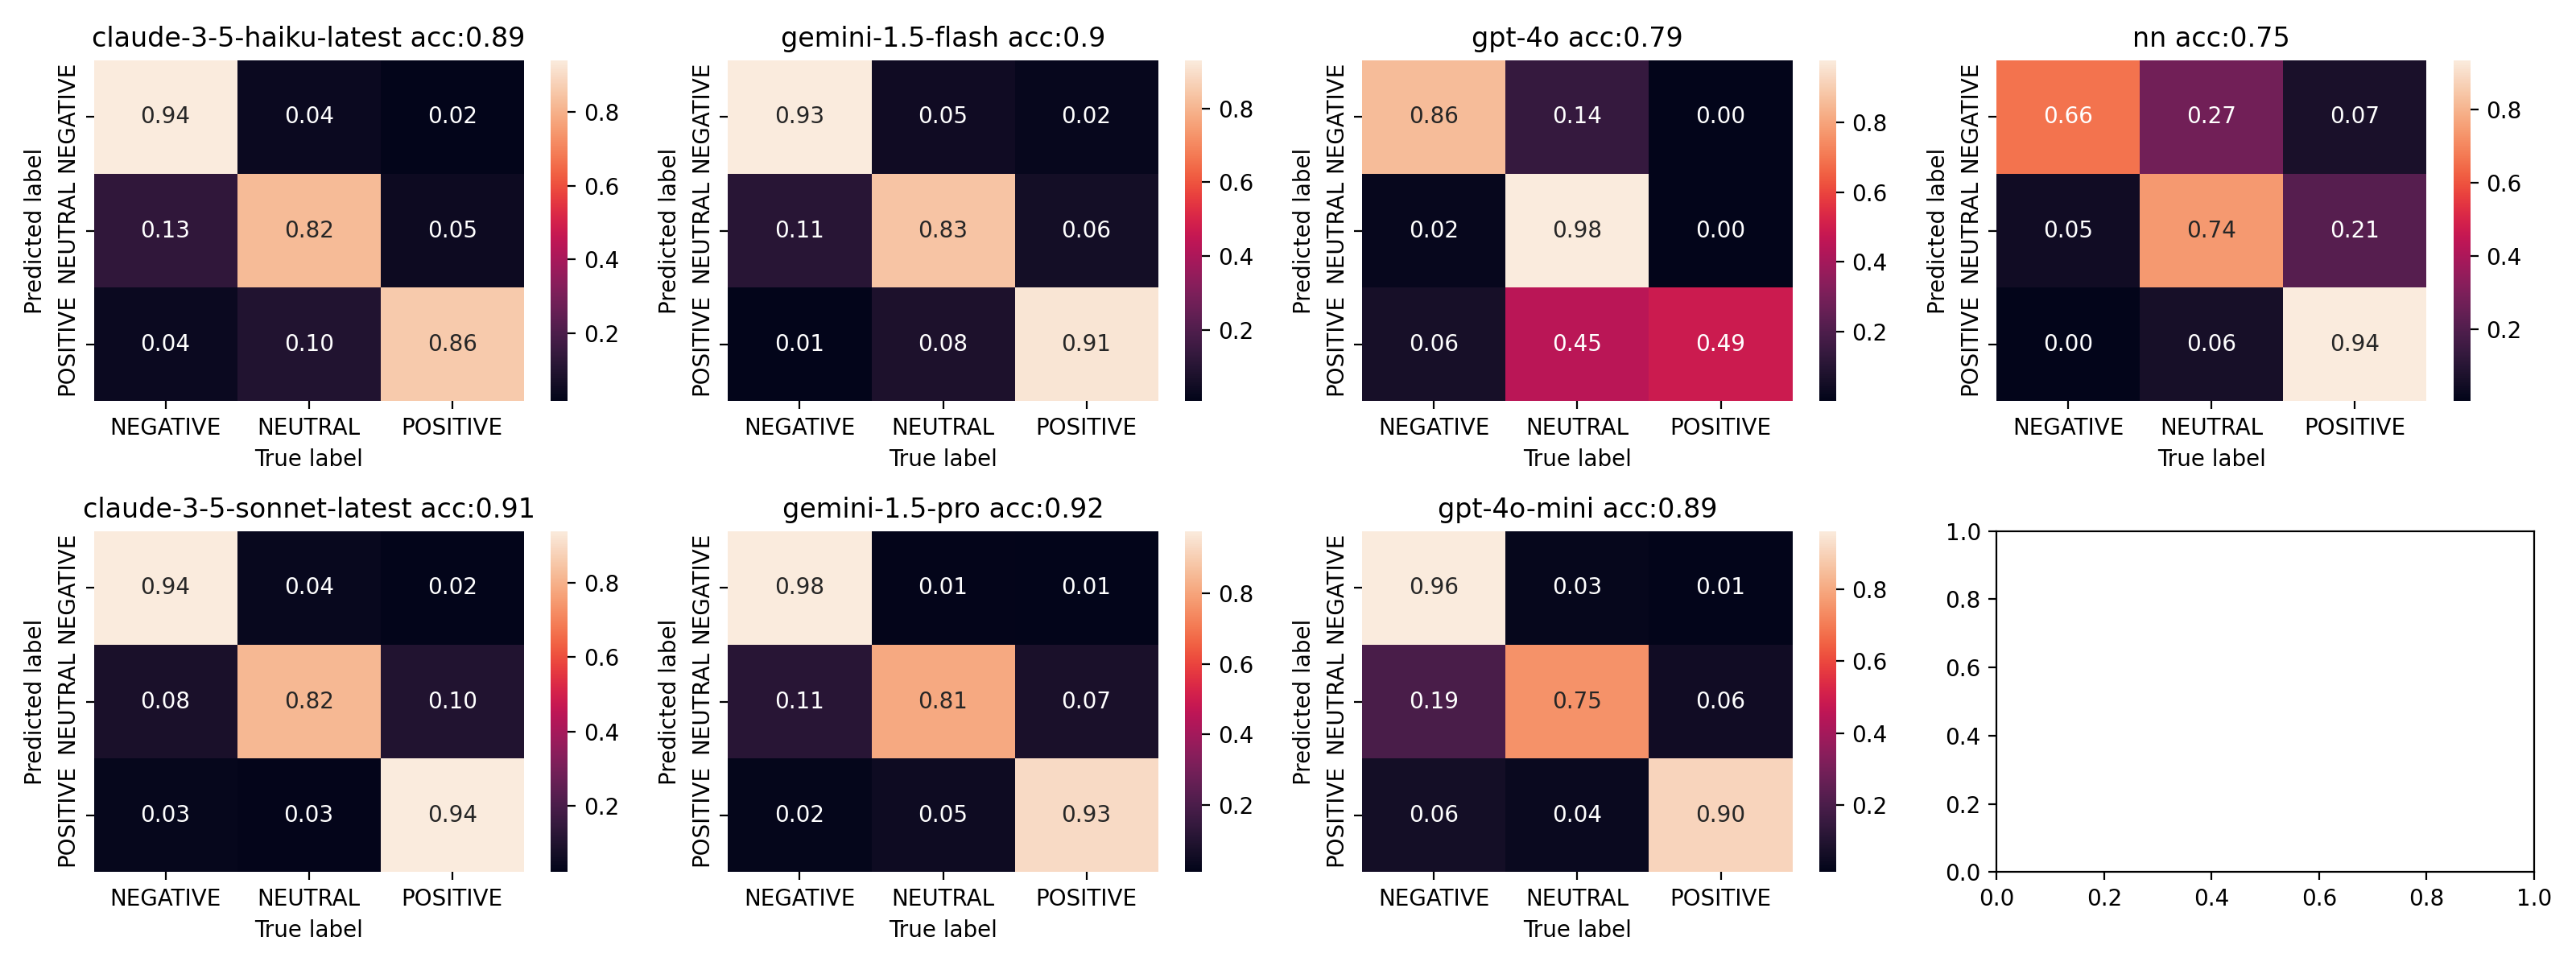 claude-3-5-haiku-latest acc:0.89
Predicted label
NEGATIVE
NEUTRAL
POSITIVE
0.94 0.04 0.02
0.13 0.82 0.05
0.04 0.10 0.86
NEGATIVE NEUTRAL POSITIVE
True label
0.8
0.6
0.4
0.2
gemini-1.5-flash acc:0.9
Predicted label
NEGATIVE
NEUTRAL
POSITIVE
0.93 0.05 0.02
0.11 0.83 0.06
0.01 0.08 0.91
NEGATIVE NEUTRAL POSITIVE
True label
0.8
0.6
0.4
0.2
gpt-4o acc:0.79
Predicted label
NEGATIVE
NEUTRAL
POSITIVE
0.86 0.14 0.00
0.02 0.98 0.00
0.06 0.45 0.49
NEGATIVE NEUTRAL POSITIVE
True label
0.8
0.6
0.4
0.2
nn acc:0.75
Predicted label
NEGATIVE
NEUTRAL
POSITIVE
0.66 0.27 0.07
0.05 0.74 0.21
0.00 0.06 0.94
NEGATIVE NEUTRAL POSITIVE
True label
0.8
0.6
0.4
0.2
claude-3-5-sonnet-latest acc:0.91
Predicted label
NEGATIVE
NEUTRAL
POSITIVE
0.94 0.04 0.02
0.08 0.82 0.10
0.03 0.03 0.94
NEGATIVE NEUTRAL POSITIVE
True label
0.8
0.6
0.4
0.2
gemini-1.5-pro acc:0.92
Predicted label
NEGATIVE
NEUTRAL
POSITIVE
0.98 0.01 0.01
0.11 0.81 0.07
0.02 0.05 0.93
NEGATIVE NEUTRAL POSITIVE
True label
0.8
0.6
0.4
0.2
gpt-4o-mini acc:0.89
Predicted label
NEGATIVE
NEUTRAL
POSITIVE
0.96 0.03 0.01
0.19 0.75 0.06
0.06 0.04 0.90
NEGATIVE NEUTRAL POSITIVE
True label
0.8
0.6
0.4
0.2
1.0
0.8
0.6
0.4
0.2
0.0
0.0 0.2 0.4 0.6 0.8 1.0